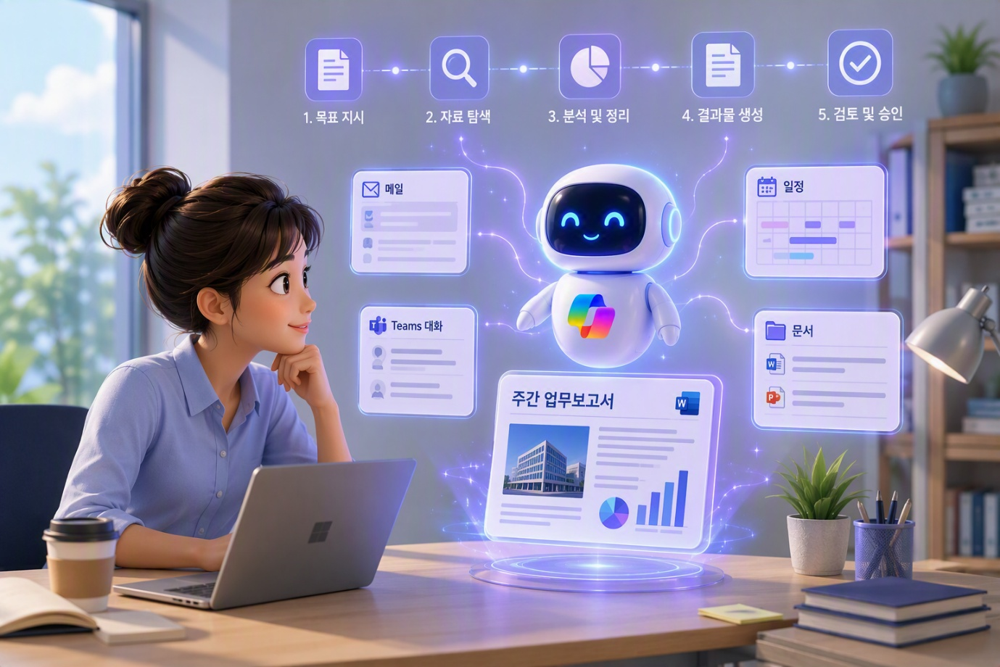 1. 목표 지시
2. 자료 탐색
3. 분석 및 정리
4. 결과물 생성
5. 검토 및 승인
메일
일정
Teams 대화
문서
W
P
주간 업무보고서
W